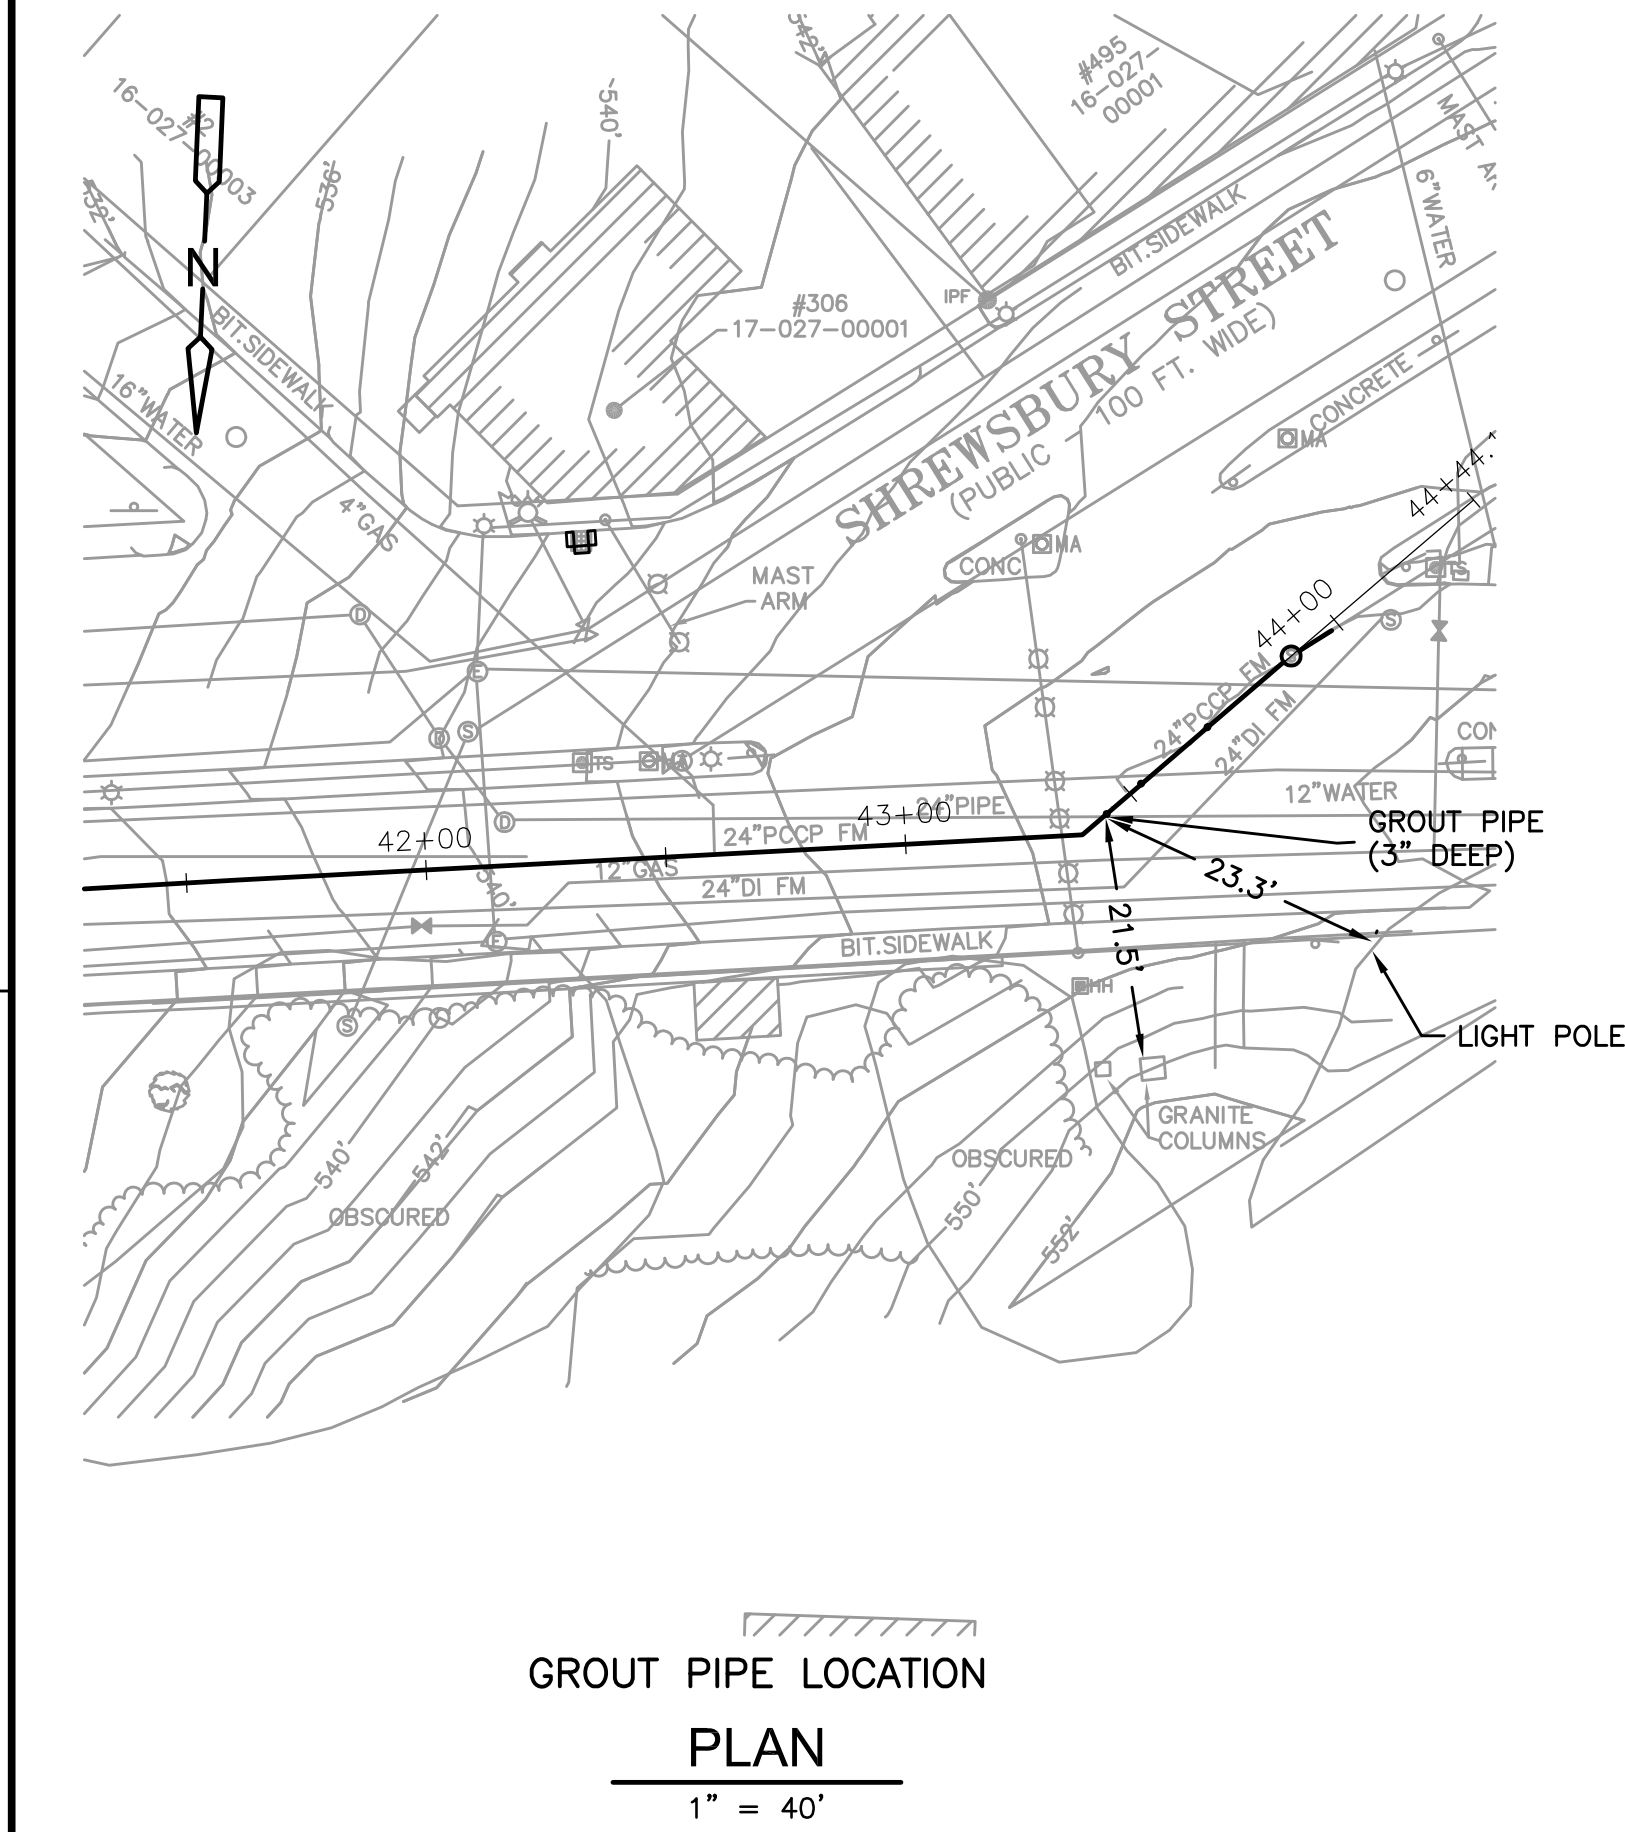 #2
16-027-00003
532'
536'
540'
542'
#495
16-027-
00001
MAST
6"WATER
N
BIT.SIDEWALK
BIT.SIDEWALK
IPF
#306
17-027-00001
SHREWSBURY STREET
(PUBLIC - 100 FT. WIDE)
CONCRETE
MA
16"WATER
4"GAS
44+44.
CONC
MA
MAST
ARM
TS
D
S
44+00
E
24"PCCP FM
24"DI FM
D
S
TS
MA
12"WATER
D
24"PIPE
43+00
42+00
24"PCCP FM
GROUT PIPE
(3" DEEP)
12"GAS
24"DI FM
540'
23.3'
21.5'
BIT.SIDEWALK
E
HH
S
LIGHT POLE
GRANITE
COLUMNS
540'
542'
OBSCURED
OBSCURED
550'
552'
GROUT PIPE LOCATION
PLAN
1" = 40'